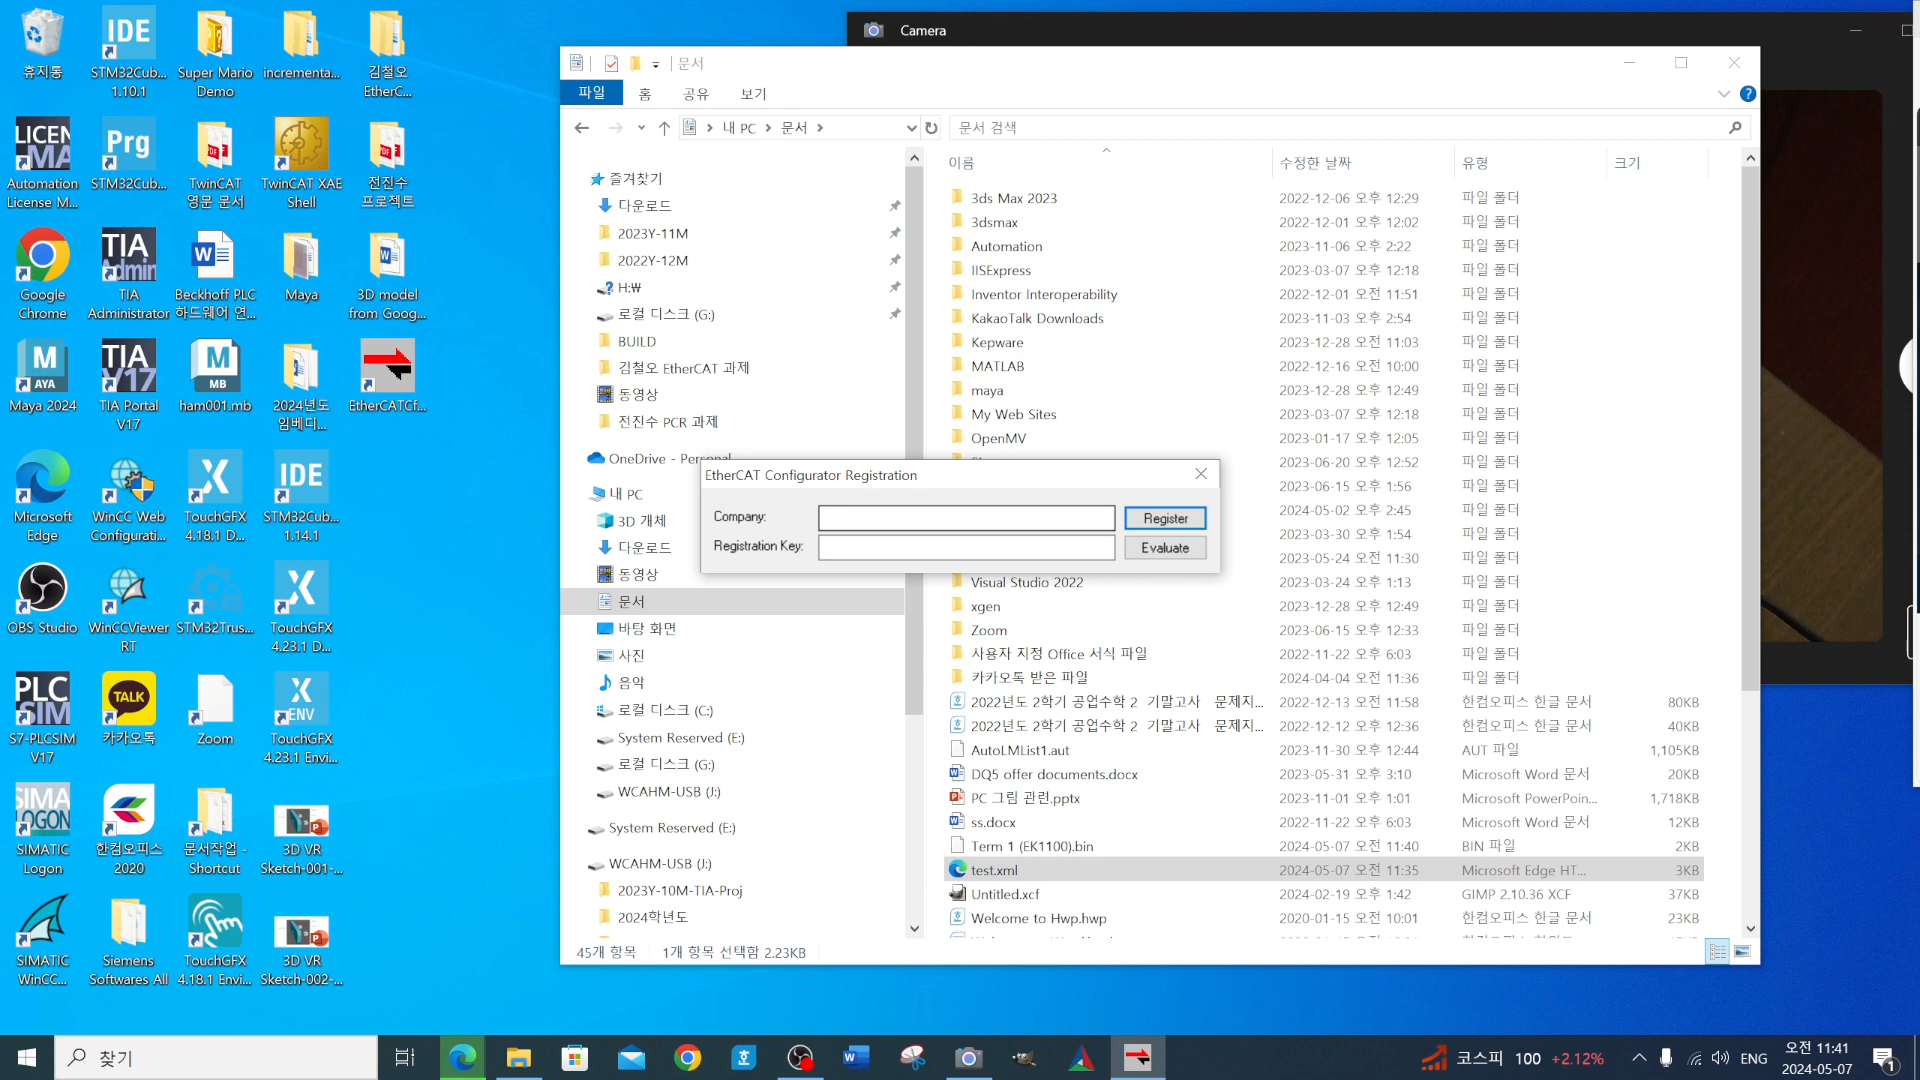 휴지통
STM32Cub...
1.10.1
Super Mario
Demo
incrementa...
김철오
EtherC...
Automation
License M...
STM32Cub...
TwinCAT
영문 문서
TwinCAT XAE
Shell
전진수
프로젝트
Google
Chrome
TIA
Administrator
Beckhoff PLC
하드웨어 연...
Maya
3D model
from Goog...
Maya 2024
TIA Portal
V17
ham001.mb
2024년도
임베디...
EtherCATCf...
Microsoft
Edge
WinCC Web
Configurati...
TouchGFX
4.18.1 D...
STM32Cub...
1.14.1
OBS Studio
WinCCViewer
RT
STM32Trus...
TouchGFX
4.23.1 D...
S7-PLCSIM
V17
카카오톡
Zoom
TouchGFX
4.23.1 Envi...
SIMATIC
Logon
한컴오피스
2020
문서작업 -
Shortcut
3D VR
Sketch-001-...
SIMATIC
WinCC...
Siemens
Softwares All
TouchGFX
4.18.1 Envi...
3D VR
Sketch-002-...
Camera
문서
파일 홈 공유 보기
내 PC 문서
문서 검색
즐겨찾기
다운로드
2023Y-11M
2022Y-12M
H:₩
로컬 디스크 (G:)
BUILD
김철오 EtherCAT 과제
동영상
전진수 PCR 과제
OneDrive - Personal
내 PC
3D 개체
다운로드
동영상
문서
바탕 화면
사진
음악
로컬 디스크 (C:)
System Reserved (E:)
로컬 디스크 (G:)
WCAHM-USB (J:)
System Reserved (E:)
WCAHM-USB (J:)
2023Y-10M-TIA-Proj
2024학년도
이름 수정한 날짜 유형 크기
3ds Max 2023 2022-12-06 오후 12:29 파일 폴더
3dsmax 2022-12-01 오후 12:02 파일 폴더
Automation 2023-11-06 오후 2:22 파일 폴더
IISExpress 2023-03-07 오후 12:18 파일 폴더
Inventor Interoperability 2022-12-01 오전 11:51 파일 폴더
KakaoTalk Downloads 2023-11-03 오후 2:54 파일 폴더
Kepware 2023-12-28 오전 11:03 파일 폴더
MATLAB 2022-12-16 오전 10:00 파일 폴더
maya 2023-12-28 오후 12:49 파일 폴더
My Web Sites 2023-03-07 오후 12:18 파일 폴더
OpenMV 2023-01-17 오후 12:05 파일 폴더
2023-06-20 오후 12:52 파일 폴더
2023-06-15 오후 1:56 파일 폴더
2024-05-02 오후 2:45 파일 폴더
2023-03-30 오후 1:54 파일 폴더
2023-05-24 오전 11:30 파일 폴더
Visual Studio 2022 2023-03-24 오후 1:13 파일 폴더
xgen 2023-12-28 오후 12:49 파일 폴더
Zoom 2023-06-15 오후 12:33 파일 폴더
사용자 지정 Office 서식 파일 2022-11-22 오후 6:03 파일 폴더
카카오톡 받은 파일 2024-04-04 오전 11:36 파일 폴더
2022년도 2학기 공업수학 2 기말고사 문제지... 2022-12-13 오전 11:58 한컴오피스 한글 문서 80KB
2022년도 2학기 공업수학 2 기말고사 문제지... 2022-12-12 오후 12:36 한컴오피스 한글 문서 40KB
AutoLMList1.aut 2023-11-30 오후 12:44 AUT 파일 1,105KB
DQ5 offer documents.docx 2023-05-31 오후 3:10 Microsoft Word 문서 20KB
PC 그림 관련.pptx 2023-11-01 오후 1:01 Microsoft PowerPoin... 1,718KB
ss.docx 2022-11-22 오후 6:03 Microsoft Word 문서 12KB
Term 1 (EK1100).bin 2024-05-07 오전 11:40 BIN 파일 2KB
test.xml 2024-05-07 오전 11:35 Microsoft Edge HT... 3KB
Untitled.xcf 2024-02-19 오후 1:42 GIMP 2.10.36 XCF 37KB
Welcome to Hwp.hwp 2020-01-15 오전 10:01 한컴오피스 한글 문서 23KB
45개 항목 1개 항목 선택함 2.23KB
EtherCAT Configurator Registration
Company: Register
Registration Key: Evaluate
찾기
코스피 100 +2.12%
ENG
오전 11:41
2024-05-07
1